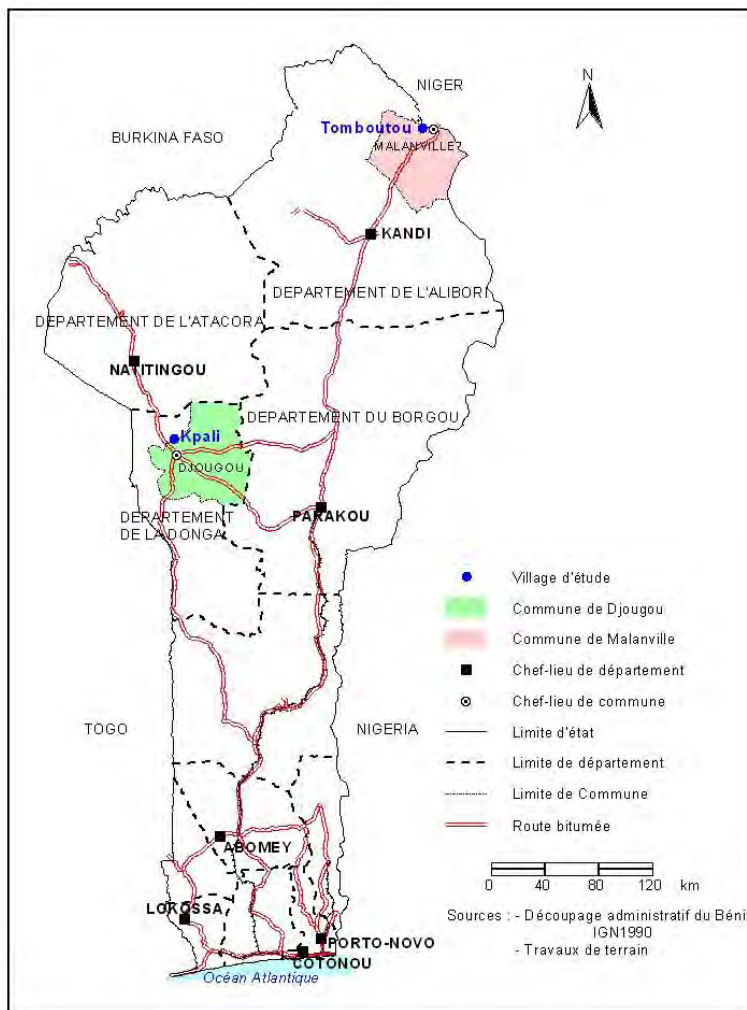 N
NIGER
Tomboutou
MALANVILLE
BURKINA FASO
KANDI
DEPARTEMENT DE L'ALIBORI
DEPARTEMENT DE L'ATACORA
NATITINGOU
DEPARTEMENT DU BORGOU
Kpali
DJOUGOU
PARAKOU
DEPARTEMENT
DE LA DONGA
Village d'étude
Commune de Djougou
Commune de Malanville
Chef-lieu de département
Chef-lieu de commune
TOGO
NIGERIA
Limite d'état
Limite de département
Limite de Commune
Route bitumée
ABOMEY
0 40 80 120 km
LOKOSSA
Sources : - Découpage administratif du Béni
IGN1990
- Travaux de terrain
PORTO-NOVO
COTONOU
Océan Atlantique